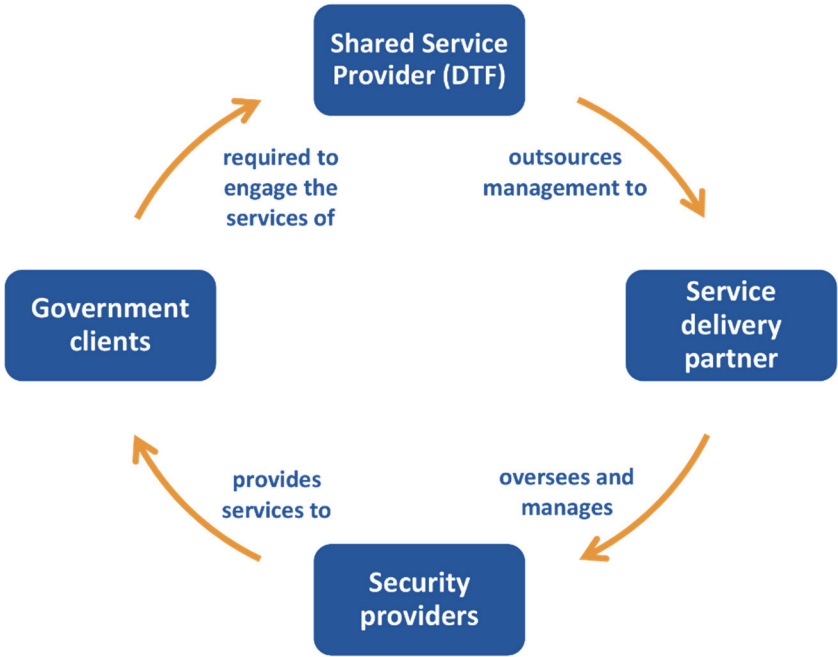 Shared Service
Provider (DTF)
required to
engage the
services of
outsources
management to
Government
clients
Service
delivery
partner
provides
services to
oversees and
manages
Security
providers